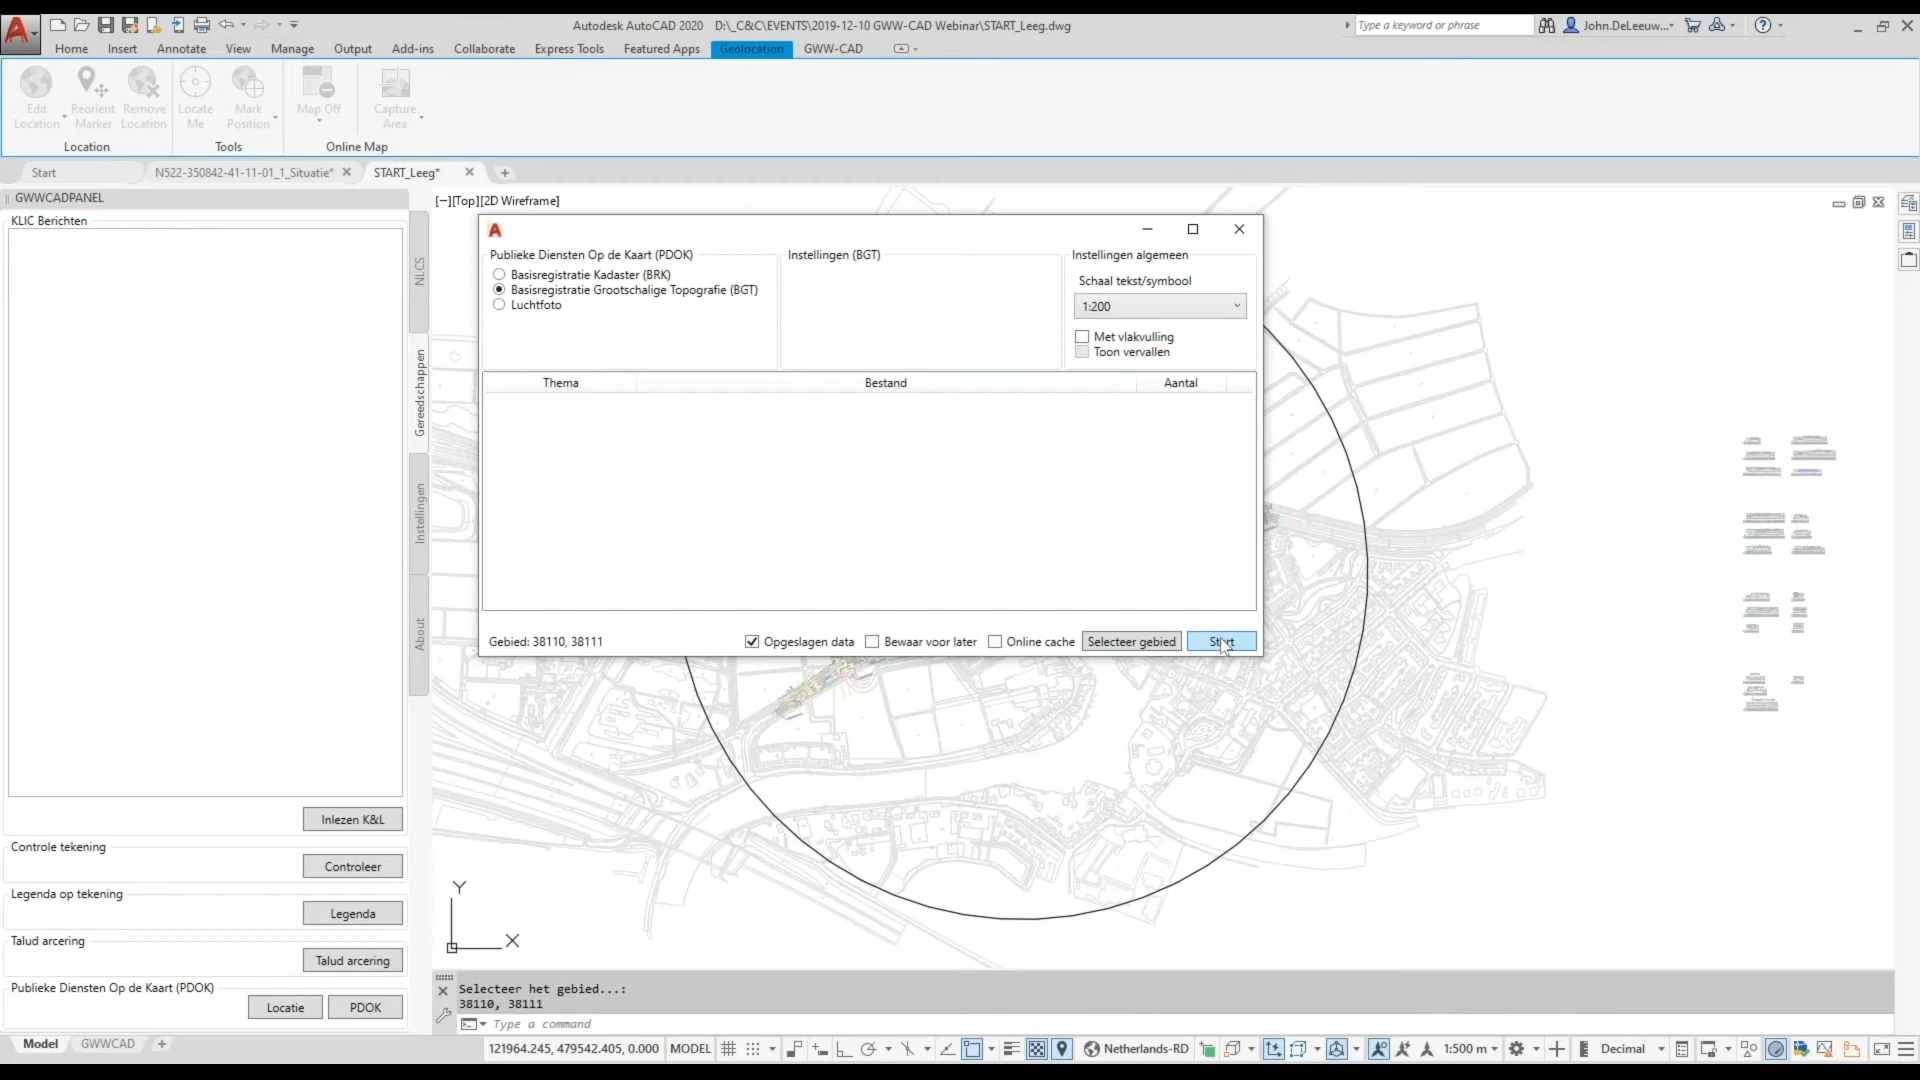 Autodesk AutoCAD 2020 D:\_C&C\EVENTS\2019-12-10 GWW-CAD Webinar\START_Leeg.dwg
Type a keyword or phrase
John.DeLeeuw...
Home Insert Annotate View Manage Output Add-ins Collaborate Express Tools Featured Apps Geolocation GWW-CAD
Edit Location
Reorient Marker
Remove Location
Locate Me
Mark Position
Map Off
Capture Area
Location Tools Online Map
Start N522-350842-41-11-01_1_Situatie* START_Leeg*
GWWCADPANEL
KLIC Berichten
NLCS
Gereedschappen
Instellingen
About
Inlezen K&L
Controle tekening
Controleer
Legenda op tekening
Legenda
Talud arcering
Talud arcering
Publieke Diensten Op de Kaart (PDOK)
Locatie PDOK
[−][Top][2D Wireframe]
Publieke Diensten Op de Kaart (PDOK)
Basisregistratie Kadaster (BRK)
Basisregistratie Grootschalige Topografie (BGT)
Luchtfoto
Instellingen (BGT)
Instellingen algemeen
Schaal tekst/symbool
1:200
Met vlakvulling
Toon vervallen
Thema Bestand Aantal
Gebied: 38110, 38111 Opgeslagen data Bewaar voor later Online cache Selecteer gebied Start
Y
X
Selecteer het gebied...:
38110, 38111
Type a command
Model GWWCAD
121964.245, 479542.405, 0.000 MODEL Netherlands-RD 1:500 m Decimal